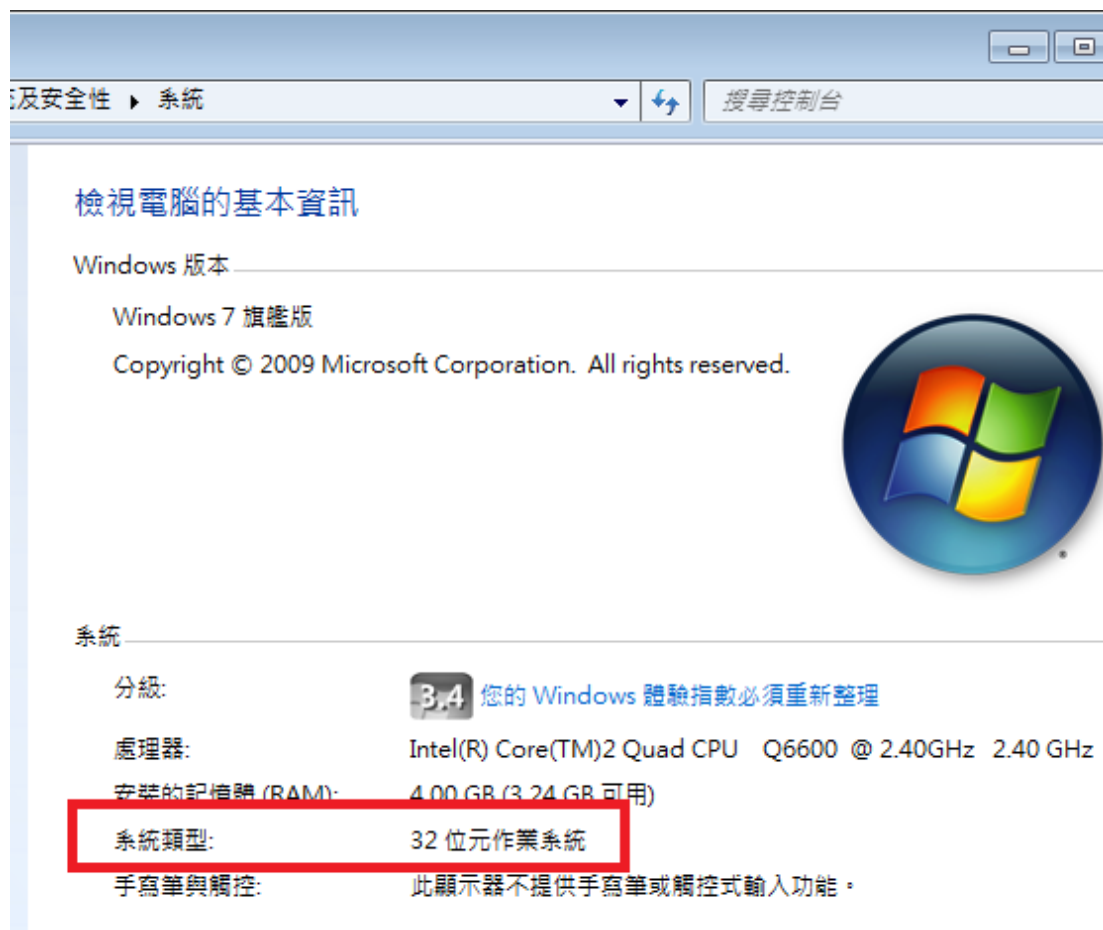 及安全性 ▸ 系統
搜尋控制台
檢視電腦的基本資訊
Windows 版本
Windows 7 旗艦版
Copyright © 2009 Microsoft Corporation. All rights reserved.
系統
分級:
3.4 您的 Windows 體驗指數必須重新整理
處理器: Intel(R) Core(TM)2 Quad CPU Q6600 @ 2.40GHz 2.40 GHz
安裝的記憶體 (RAM): 4.00 GB (3.24 GB 可用)
系統類型: 32 位元作業系統
手寫筆與觸控: 此顯示器不提供手寫筆或觸控式輸入功能。